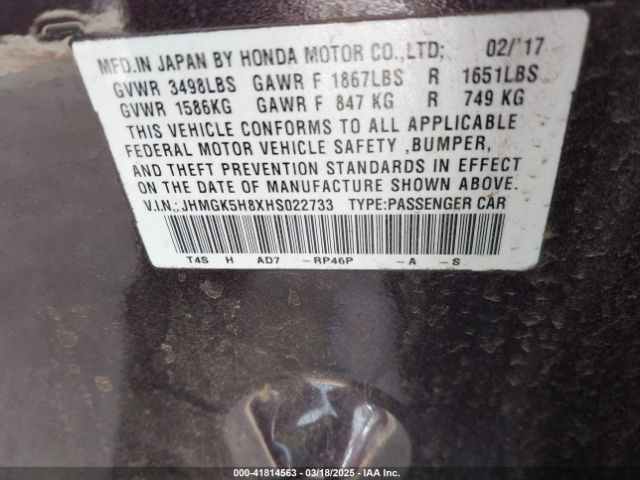 MFD.IN JAPAN BY HONDA MOTOR CO.,LTD; 02/'17
GVWR 3498LBS GAWR F 1867LBS R 1651LBS
GVWR 1586KG GAWR F 847 KG R 749 KG
THIS VEHICLE CONFORMS TO ALL APPLICABLE
FEDERAL MOTOR VEHICLE SAFETY ,BUMPER,
AND THEFT PREVENTION STANDARDS IN EFFECT
ON THE DATE OF MANUFACTURE SHOWN ABOVE.
V.I.N.: JHMGK5H8XHS022733 TYPE:PASSENGER CAR
T4S H AD7 -RP46P -A -S
000-41814563 | 03/18/2025 | IAA Inc.